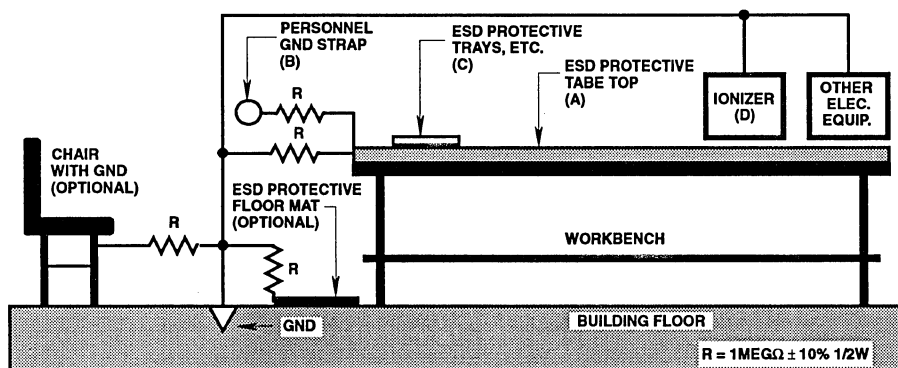 PERSONNEL
GND STRAP
(B)
ESD PROTECTIVE
TRAYS, ETC.
(C)
ESD PROTECTIVE
TABE TOP
(A)
IONIZER
(D)
OTHER
ELEC.
EQUIP.
R
R
CHAIR
WITH GND
(OPTIONAL)
ESD PROTECTIVE
FLOOR MAT
(OPTIONAL)
R
R
WORKBENCH
GND
BUILDING FLOOR
R = 1MEGΩ ± 10% 1/2W